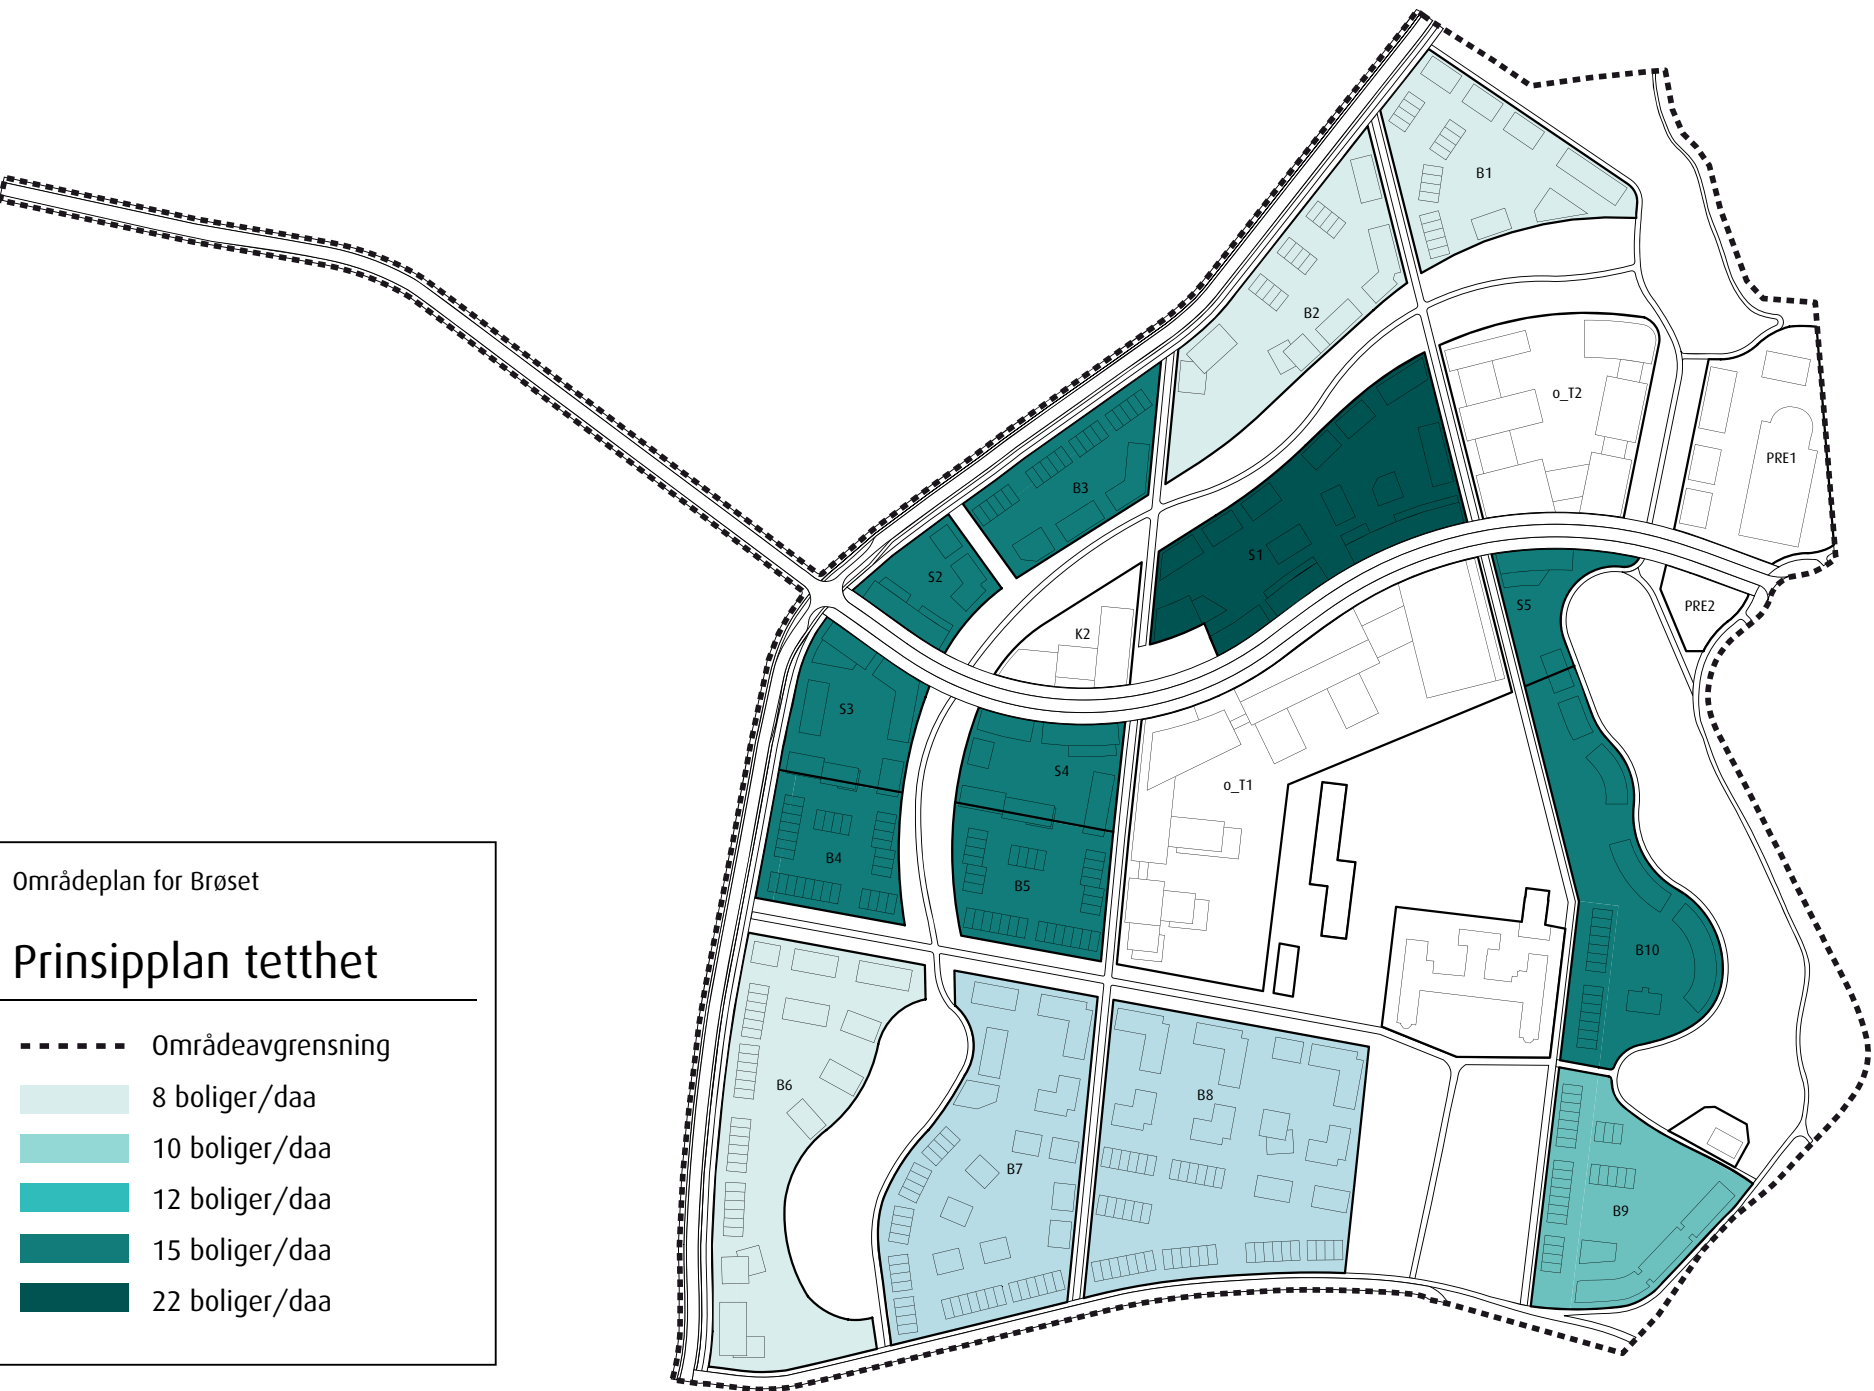 B1
B2
o_T2
PRE1
B3
S1
S2
S5
PRE2
K2
S3
S4
o_T1
B4
B5
B10
B6
B8
B7
B9
Områdeplan for Brøset
Prinsipplan tetthet
Områdeavgrensning
8 boliger/daa
10 boliger/daa
12 boliger/daa
15 boliger/daa
22 boliger/daa